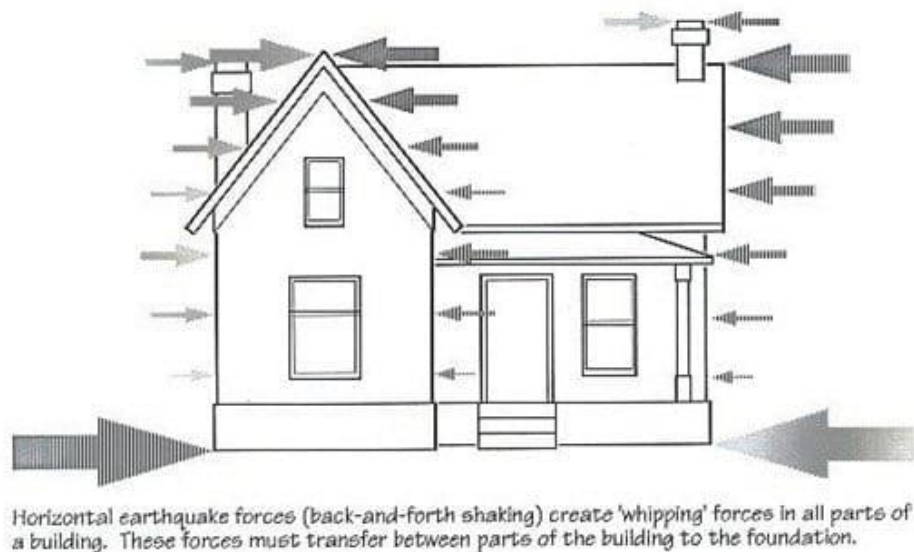 Horizontal earthquake forces (back-and-forth shaking) create 'whipping' forces in all parts of
a building. These forces must transfer between parts of the building to the foundation.